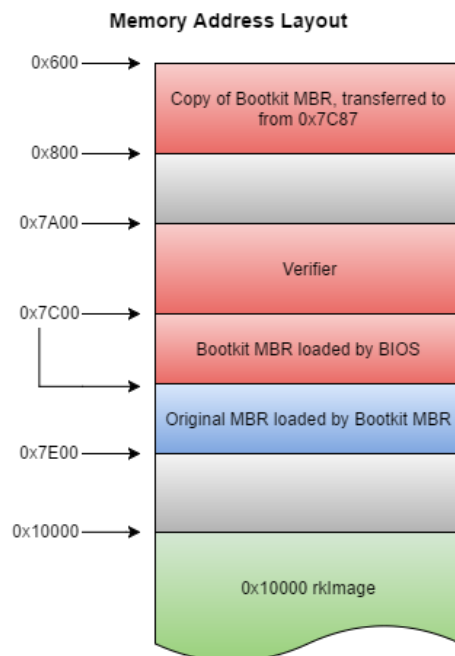 Memory Address Layout
0x600
Copy of Bootkit MBR, transferred to
from 0x7C87
0x800
0x7A00
Verifier
0x7C00
Bootkit MBR loaded by BIOS
Original MBR loaded by Bootkit MBR
0x7E00
0x10000
0x10000 rkImage